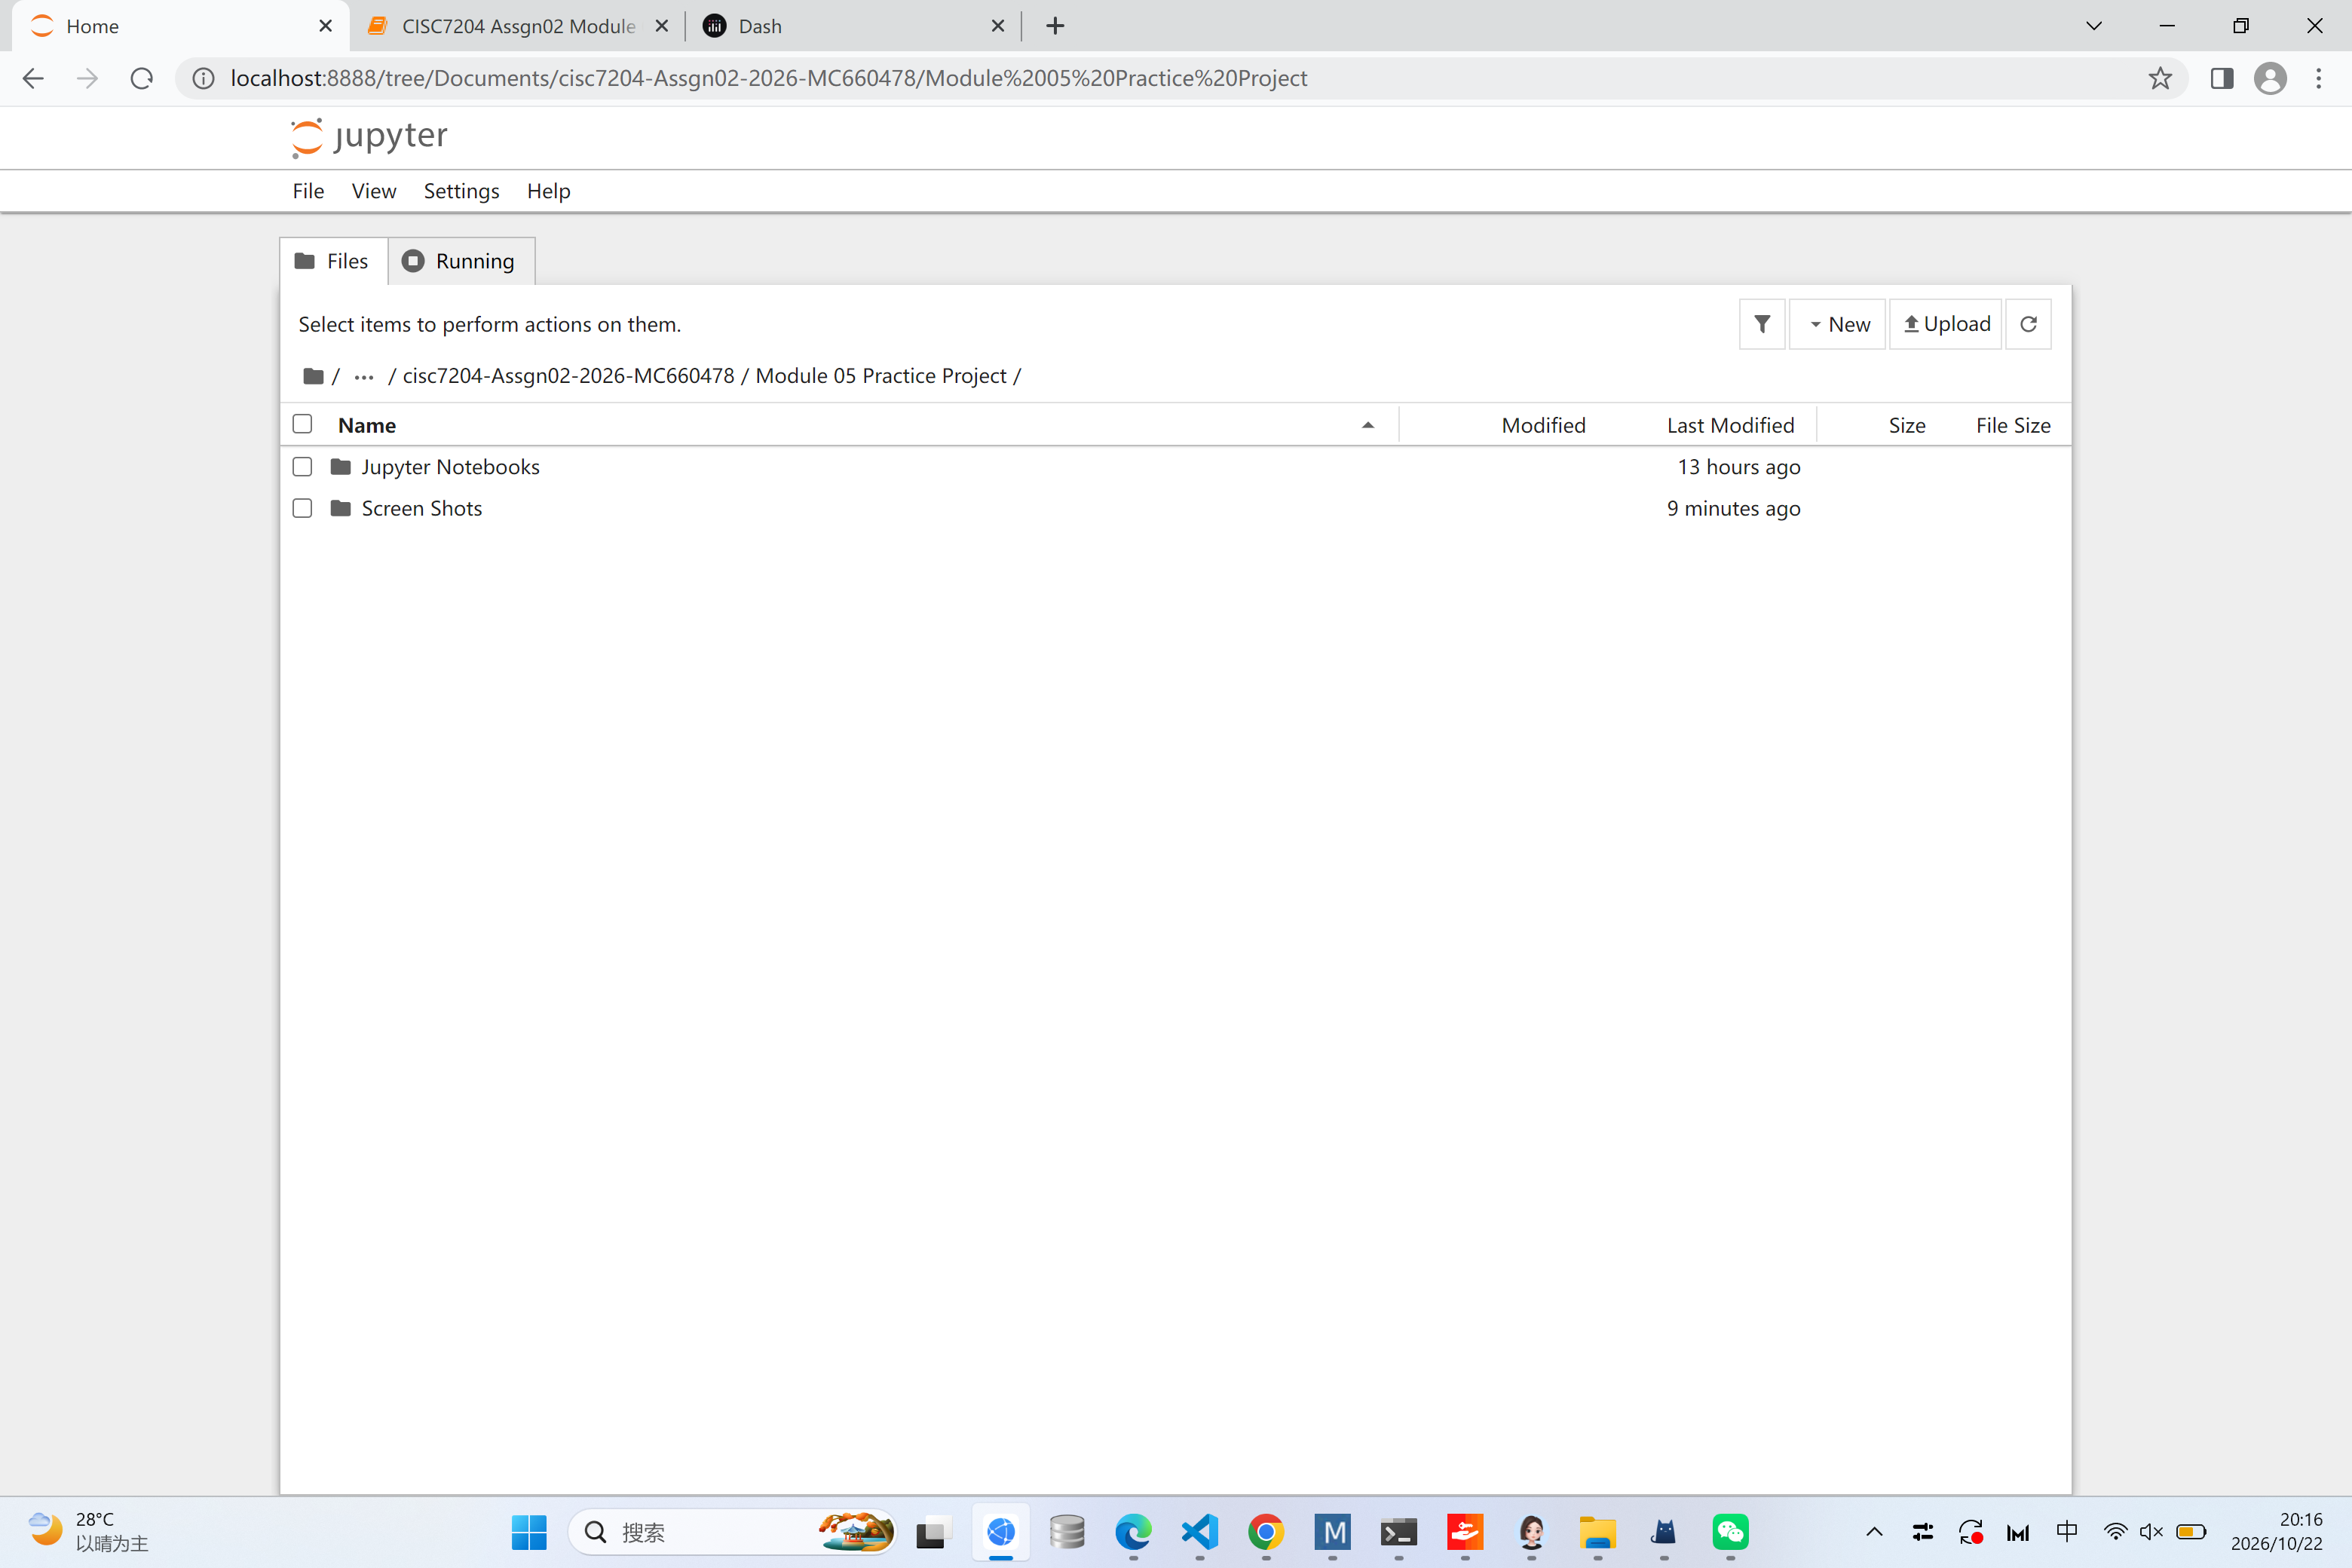 Home
CISC7204 Assgn02 Module
Dash
localhost:8888/tree/Documents/cisc7204-Assgn02-2026-MC660478/Module%2005%20Practice%20Project
jupyter
File View Settings Help
Files Running
Select items to perform actions on them.
New Upload
/ ··· / cisc7204-Assgn02-2026-MC660478 / Module 05 Practice Project /
Name Modified Last Modified Size File Size
Jupyter Notebooks 13 hours ago
Screen Shots 9 minutes ago
28°C
以晴为主
搜索
M
中
20:16
2026/10/22